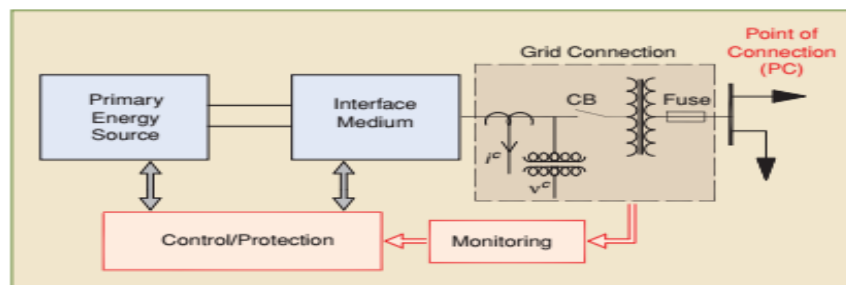 Point of
Connection
(PC)
Grid Connection
Primary
Energy
Source
Interface
Medium
CB
Fuse
i^c
v^c
Control/Protection
Monitoring